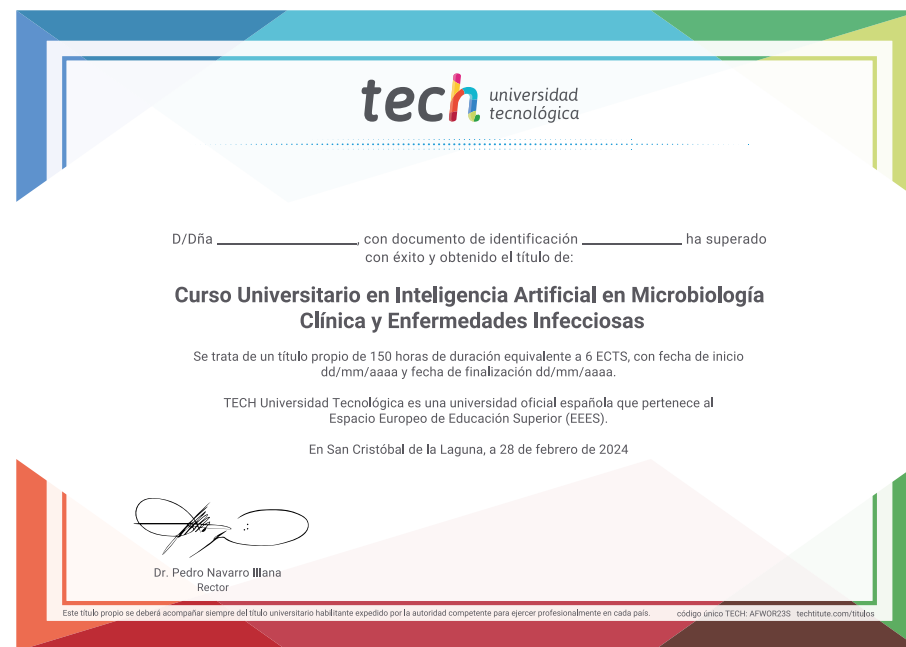 tech universidad
tecnológica
D/Dña ____________, con documento de identificación ____________ ha superado
con éxito y obtenido el título de:
Curso Universitario en Inteligencia Artificial en Microbiología
Clínica y Enfermedades Infecciosas
Se trata de un título propio de 150 horas de duración equivalente a 6 ECTS, con fecha de inicio
dd/mm/aaaa y fecha de finalización dd/mm/aaaa.
TECH Universidad Tecnológica es una universidad oficial española que pertenece al
Espacio Europeo de Educación Superior (EEES).
En San Cristóbal de la Laguna, a 28 de febrero de 2024
Dr. Pedro Navarro Illana
Rector
Este título propio se deberá acompañar siempre del título universitario habilitante expedido por la autoridad competente para ejercer profesionalmente en cada país. código único TECH: AFWOR23S techtitute.com/titulos